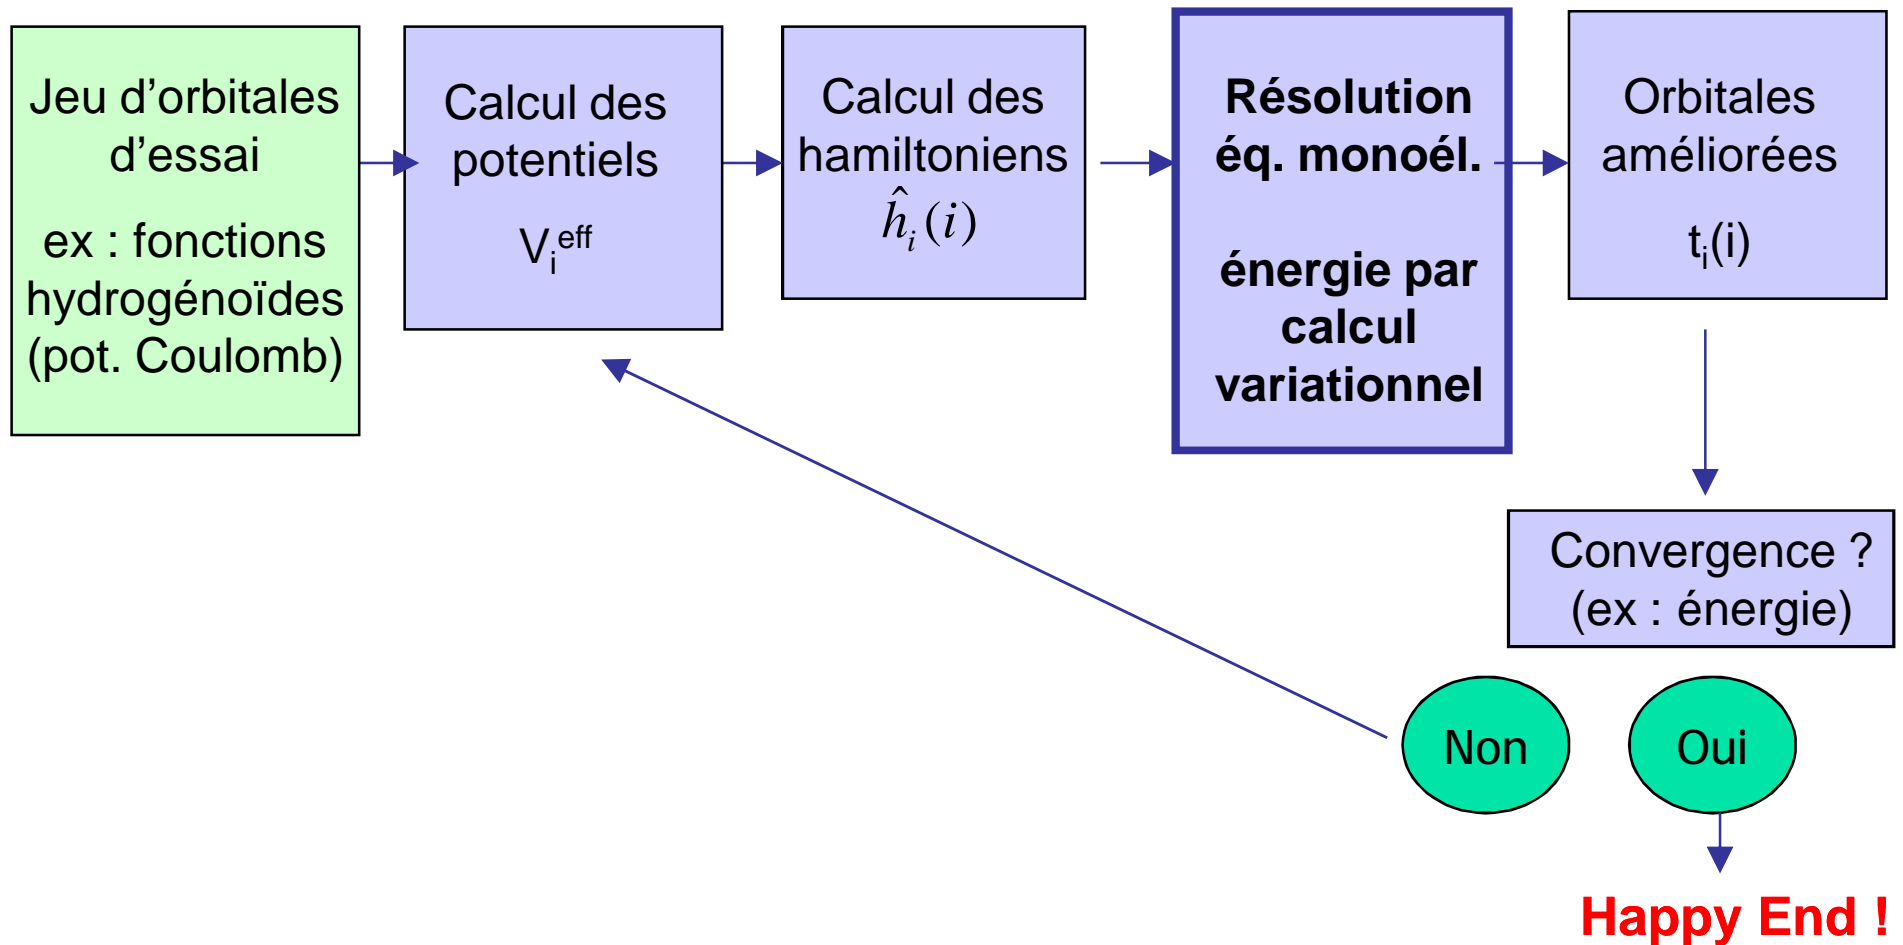 Jeu d’orbitales
d’essai
ex : fonctions
hydrogénoïdes
(pot. Coulomb)
Calcul des
potentiels
V_i^eff
Calcul des
hamiltoniens
ĥ_i(i)
Résolution
éq. monoél.
énergie par
calcul
variationnel
Orbitales
améliorées
t_i(i)
Convergence ?
(ex : énergie)
Non
Oui
Happy End !